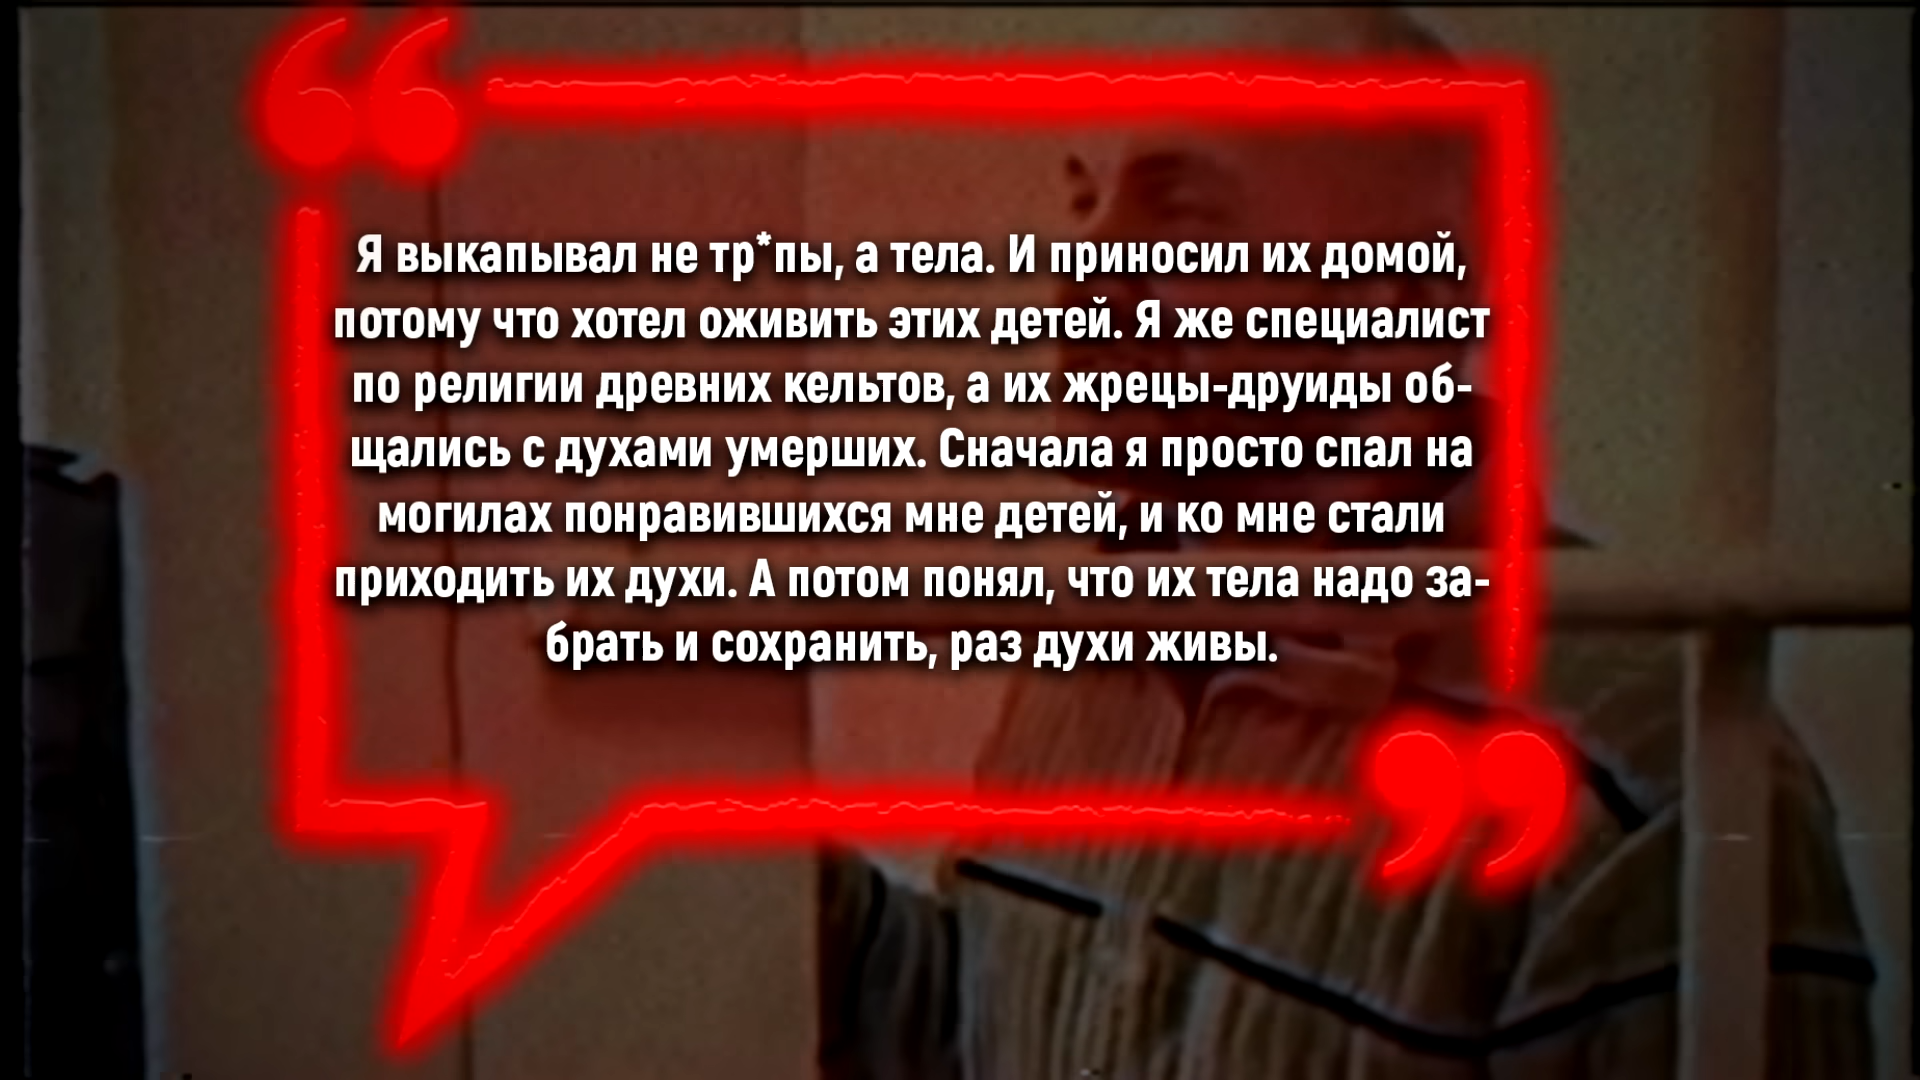 Я выкапывал не тр*пы, а тела. И приносил их домой,
потому что хотел оживить этих детей. Я же специалист
по религии древних кельтов, а их жрецы-друиды об-
щались с духами умерших. Сначала я просто спал на
могилах понравившихся мне детей, и ко мне стали
приходить их духи. А потом понял, что их тела надо за-
брать и сохранить, раз духи живы.